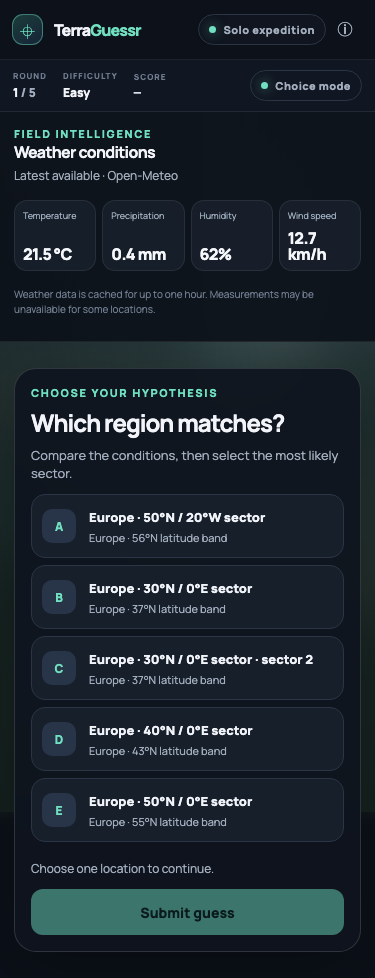 TerraGuessr
Solo expedition
ROUND
1 / 5
DIFFICULTY
Easy
SCORE
–
Choice mode
FIELD INTELLIGENCE
Weather conditions
Latest available · Open-Meteo
Temperature
21.5 °C
Precipitation
0.4 mm
Humidity
62%
Wind speed
12.7
km/h
Weather data is cached for up to one hour. Measurements may be
unavailable for some locations.
CHOOSE YOUR HYPOTHESIS
Which region matches?
Compare the conditions, then select the most likely
sector.
A
Europe · 50°N / 20°W sector
Europe · 56°N latitude band
B
Europe · 30°N / 0°E sector
Europe · 37°N latitude band
C
Europe · 30°N / 0°E sector · sector 2
Europe · 37°N latitude band
D
Europe · 40°N / 0°E sector
Europe · 43°N latitude band
E
Europe · 50°N / 0°E sector
Europe · 55°N latitude band
Choose one location to continue.
Submit guess